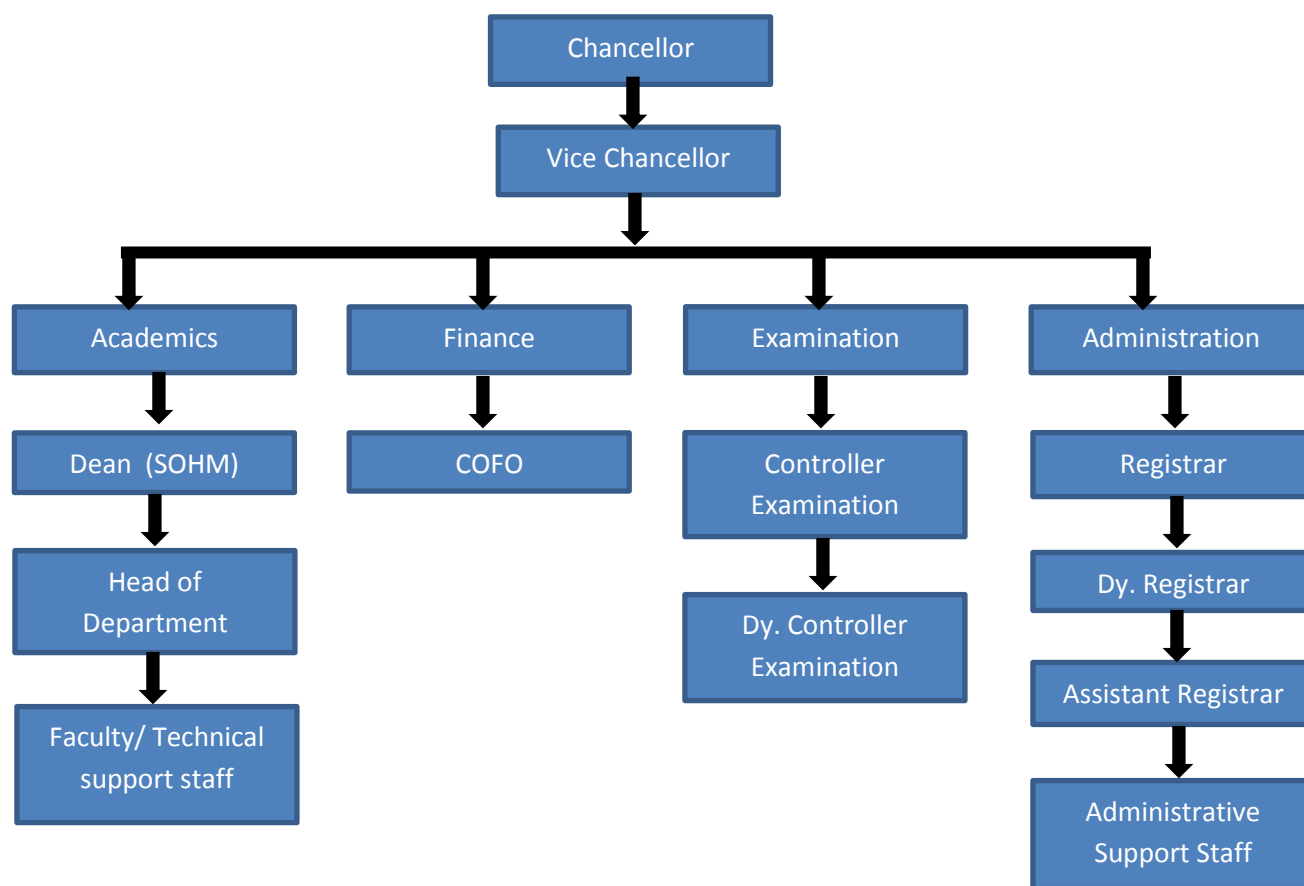 Chancellor
Vice Chancellor
Academics
Finance
Examination
Administration
Dean (SOHM)
COFO
Controller
Examination
Registrar
Head of
Department
Dy. Controller
Examination
Dy. Registrar
Faculty/ Technical
support staff
Assistant Registrar
Administrative
Support Staff